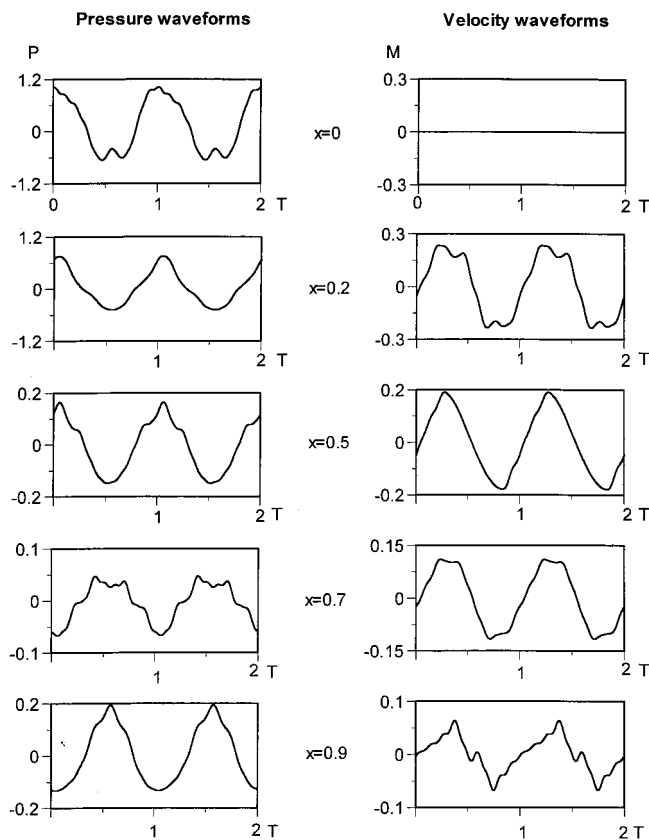 Pressure waveforms Velocity waveforms
P M
1.2 0.3
0 x=0 0
-1.2 -0.3
0 1 2 T 0 1 2 T
1.2 0.3
0 x=0.2 0
-1.2 -0.3
1 2 T 1 2 T
0.2 0.2
0 x=0.5 0
-0.2 -0.2
1 2 T 1 2 T
0.1 0.15
0 x=0.7 0
-0.1 -0.15
1 2 T 1 2 T
0.2 0.1
0 x=0.9 0
-0.2 -0.1
1 2 T 1 2 T